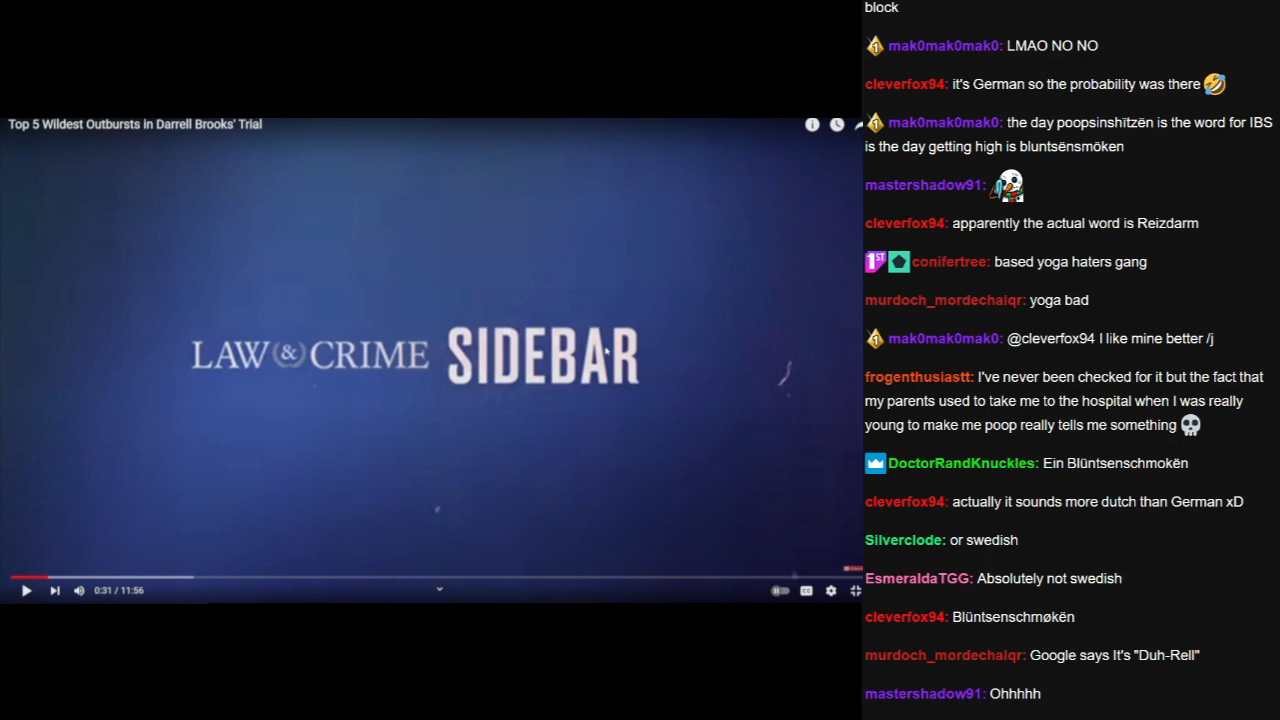 Top 5 Wildest Outbursts in Darrell Brooks' Trial
LAW & CRIME SIDEBAR
0:31 / 11:56
block
mak0mak0mak0: LMAO NO NO
cleverfox94: it's German so the probability was there 🤣
mak0mak0mak0: the day poopsinshïtzën is the word for IBS
is the day getting high is bluntsënsmöken
mastershadow91:
cleverfox94: apparently the actual word is Reizdarm
conifertree: based yoga haters gang
murdoch_mordechaiqr: yoga bad
mak0mak0mak0: @cleverfox94 I like mine better /j
frogenthusiastt: I've never been checked for it but the fact that
my parents used to take me to the hospital when I was really
young to make me poop really tells me something 💀
DoctorRandKnuckles: Ein Blüntsenschmokën
cleverfox94: actually it sounds more dutch than German xD
Silverclode: or swedish
EsmeraldaTGG: Absolutely not swedish
cleverfox94: Blüntsenschmøkën
murdoch_mordechaiqr: Google says It's "Duh-Rell"
mastershadow91: Ohhhhh